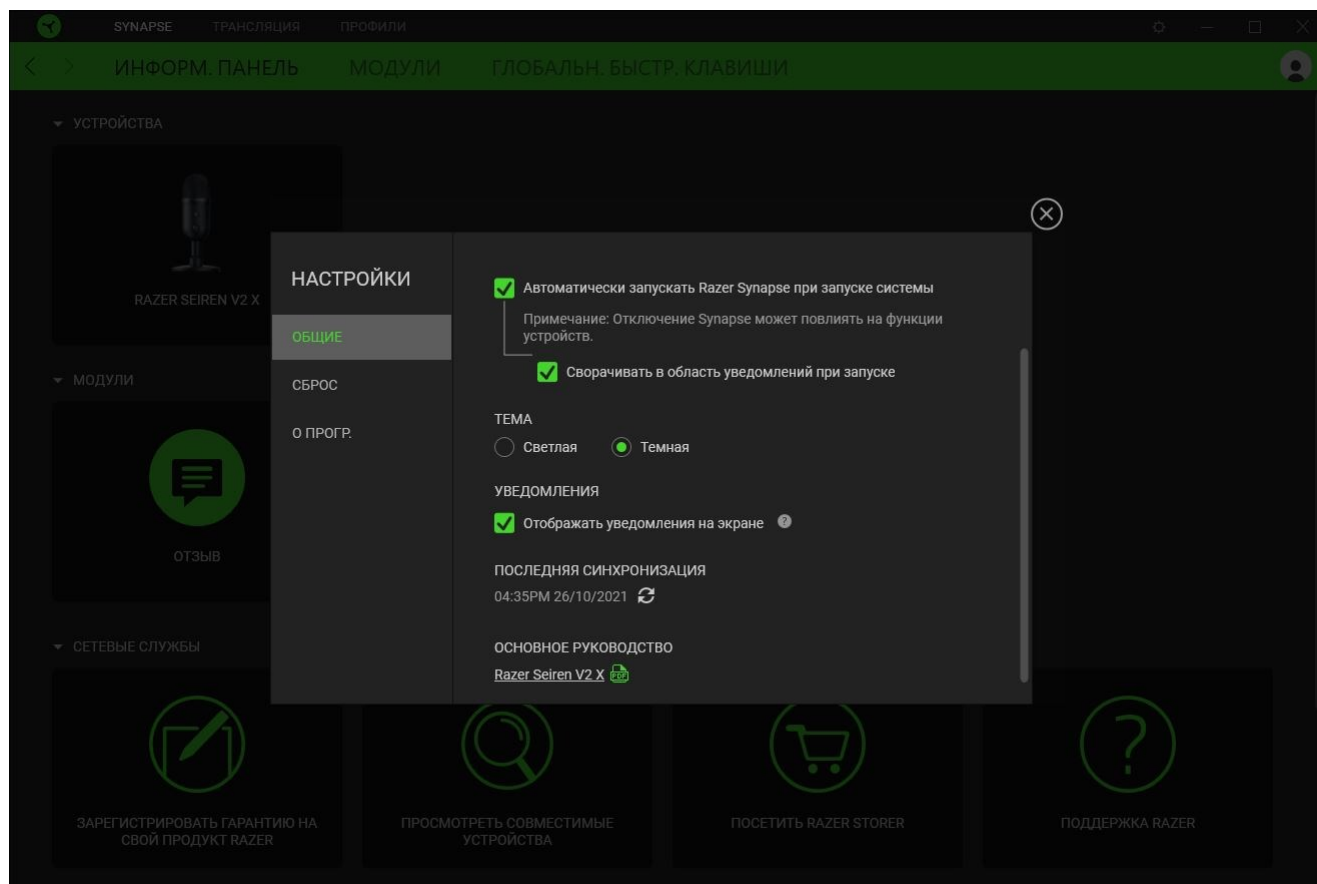 SYNAPSE
ТРАНСЛЯЦИЯ
ПРОФИЛИ
ИНФОРМ. ПАНЕЛЬ
МОДУЛИ
ГЛОБАЛЬН. БЫСТР. КЛАВИШИ
УСТРОЙСТВА
RAZER SEIREN V2 X
МОДУЛИ
ОТЗЫВ
НАСТРОЙКИ
ОБЩИЕ
СБРОС
О ПРОГР.
Автоматически запускать Razer Synapse при запуске системы
Примечание: Отключение Synapse может повлиять на функции
устройств.
Сворачивать в область уведомлений при запуске
ТЕМА
Светлая
Темная
УВЕДОМЛЕНИЯ
Отображать уведомления на экране ?
ПОСЛЕДНЯЯ СИНХРОНИЗАЦИЯ
04:35PM 26/10/2021
ОСНОВНОЕ РУКОВОДСТВО
Razer Seiren V2 X PDF
СЕТЕВЫЕ СЛУЖБЫ
ЗАРЕГИСТРИРОВАТЬ ГАРАНТИЮ НА
СВОЙ ПРОДУКТ RAZER
ПРОСМОТРЕТЬ СОВМЕСТИМЫЕ
УСТРОЙСТВА
ПОСЕТИТЬ RAZER STORER
ПОДДЕРЖКА RAZER